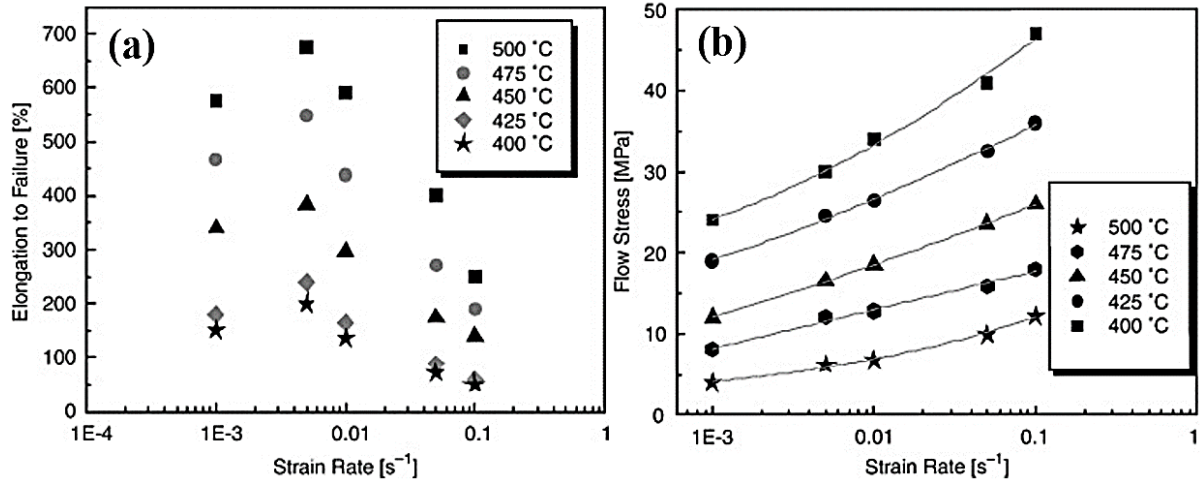 (a)
700
600
500
400
300
200
100
0
Elongation to Failure [%]
500 °C
475 °C
450 °C
425 °C
400 °C
1E-4
1E-3
0.01
0.1
1
Strain Rate [s⁻¹]
(b)
50
40
30
20
10
0
Flow Stress [MPa]
500 °C
475 °C
450 °C
425 °C
400 °C
1E-3
0.01
0.1
1
Strain Rate [s⁻¹]